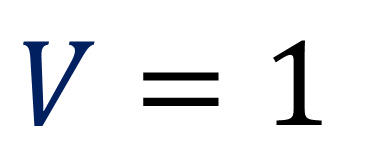 V = 1